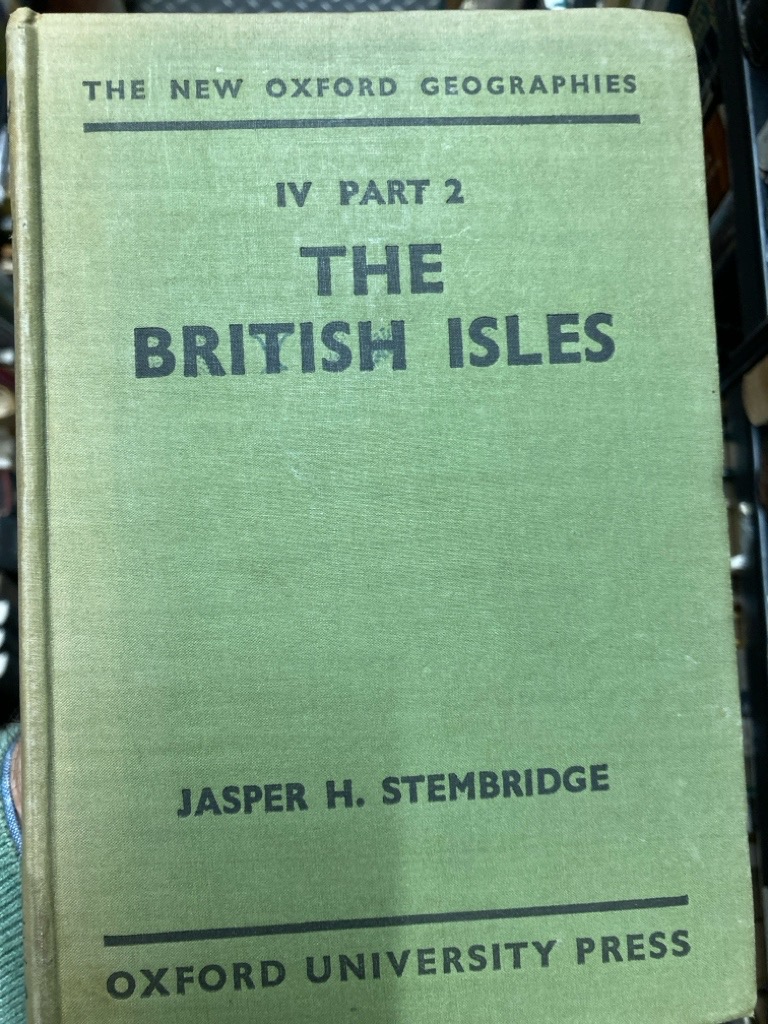 THE NEW OXFORD GEOGRAPHIES
IV PART 2
THE
BRITISH ISLES
JASPER H. STEMBRIDGE
OXFORD UNIVERSITY PRESS